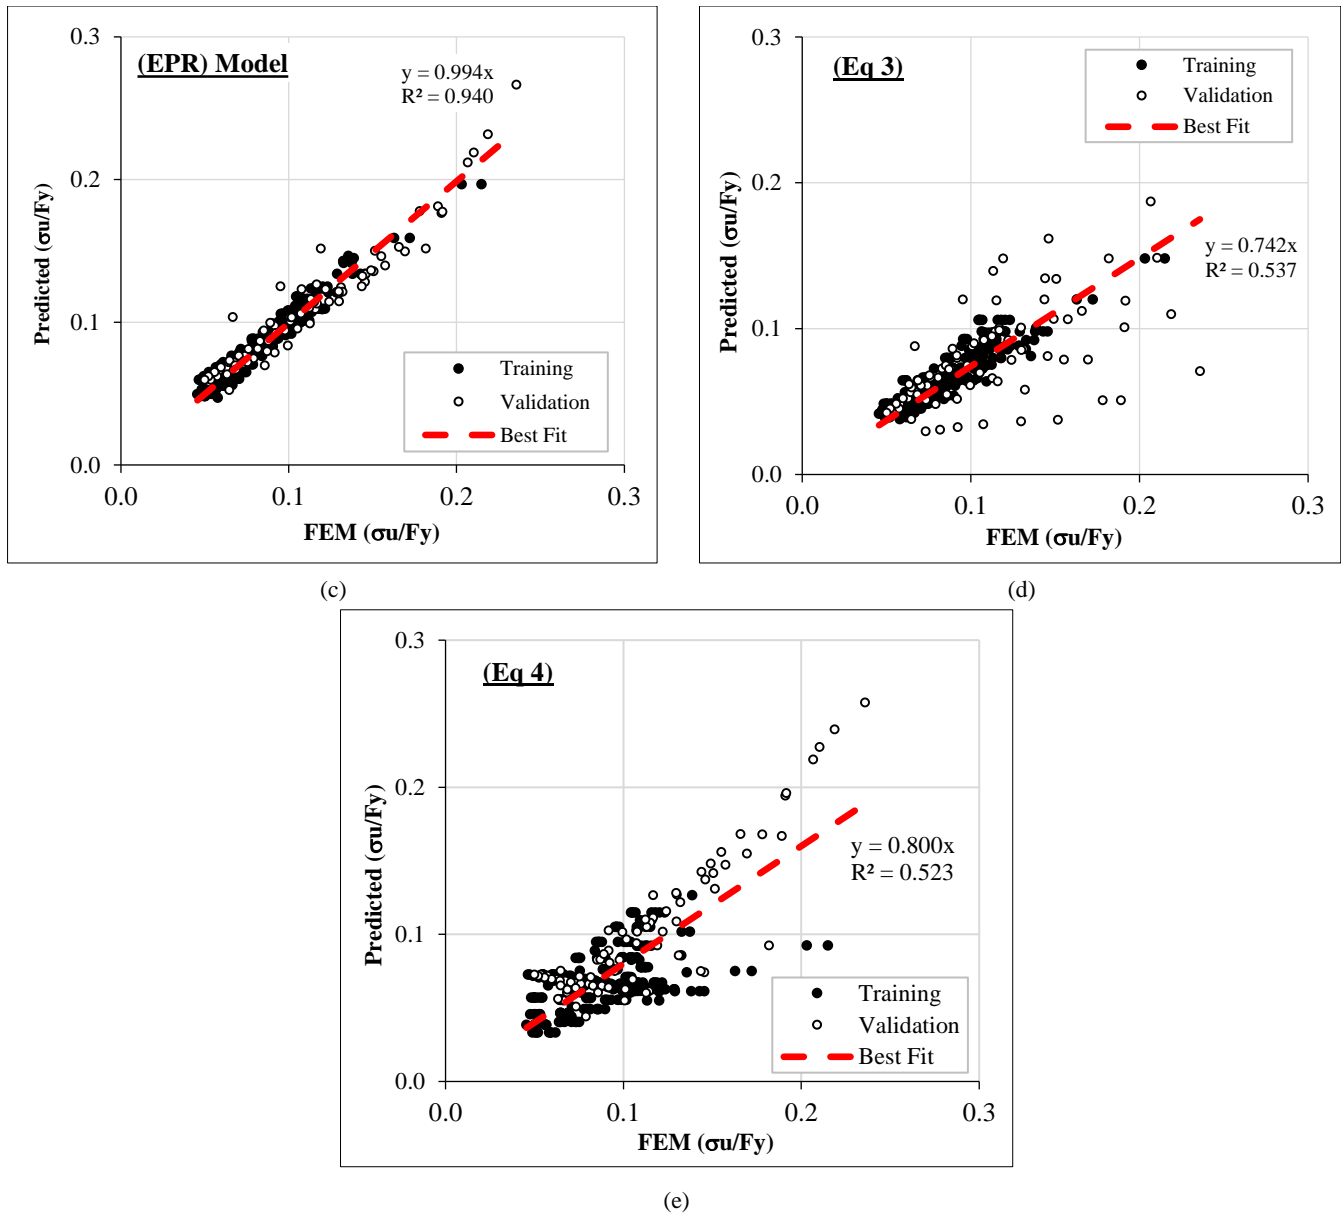 (EPR) Model
y = 0.994x
R² = 0.940
0.3
0.2
0.1
0.0
Predicted (σu/Fy)
Training
Validation
Best Fit
0.0 0.1 0.2 0.3
FEM (σu/Fy)
(c)
(Eq 3)
Training
Validation
Best Fit
y = 0.742x
R² = 0.537
0.3
0.2
0.1
0.0
Predicted (σu/Fy)
0.0 0.1 0.2 0.3
FEM (σu/Fy)
(d)
(Eq 4)
y = 0.800x
R² = 0.523
0.3
0.2
0.1
0.0
Predicted (σu/Fy)
Training
Validation
Best Fit
0.0 0.1 0.2 0.3
FEM (σu/Fy)
(e)